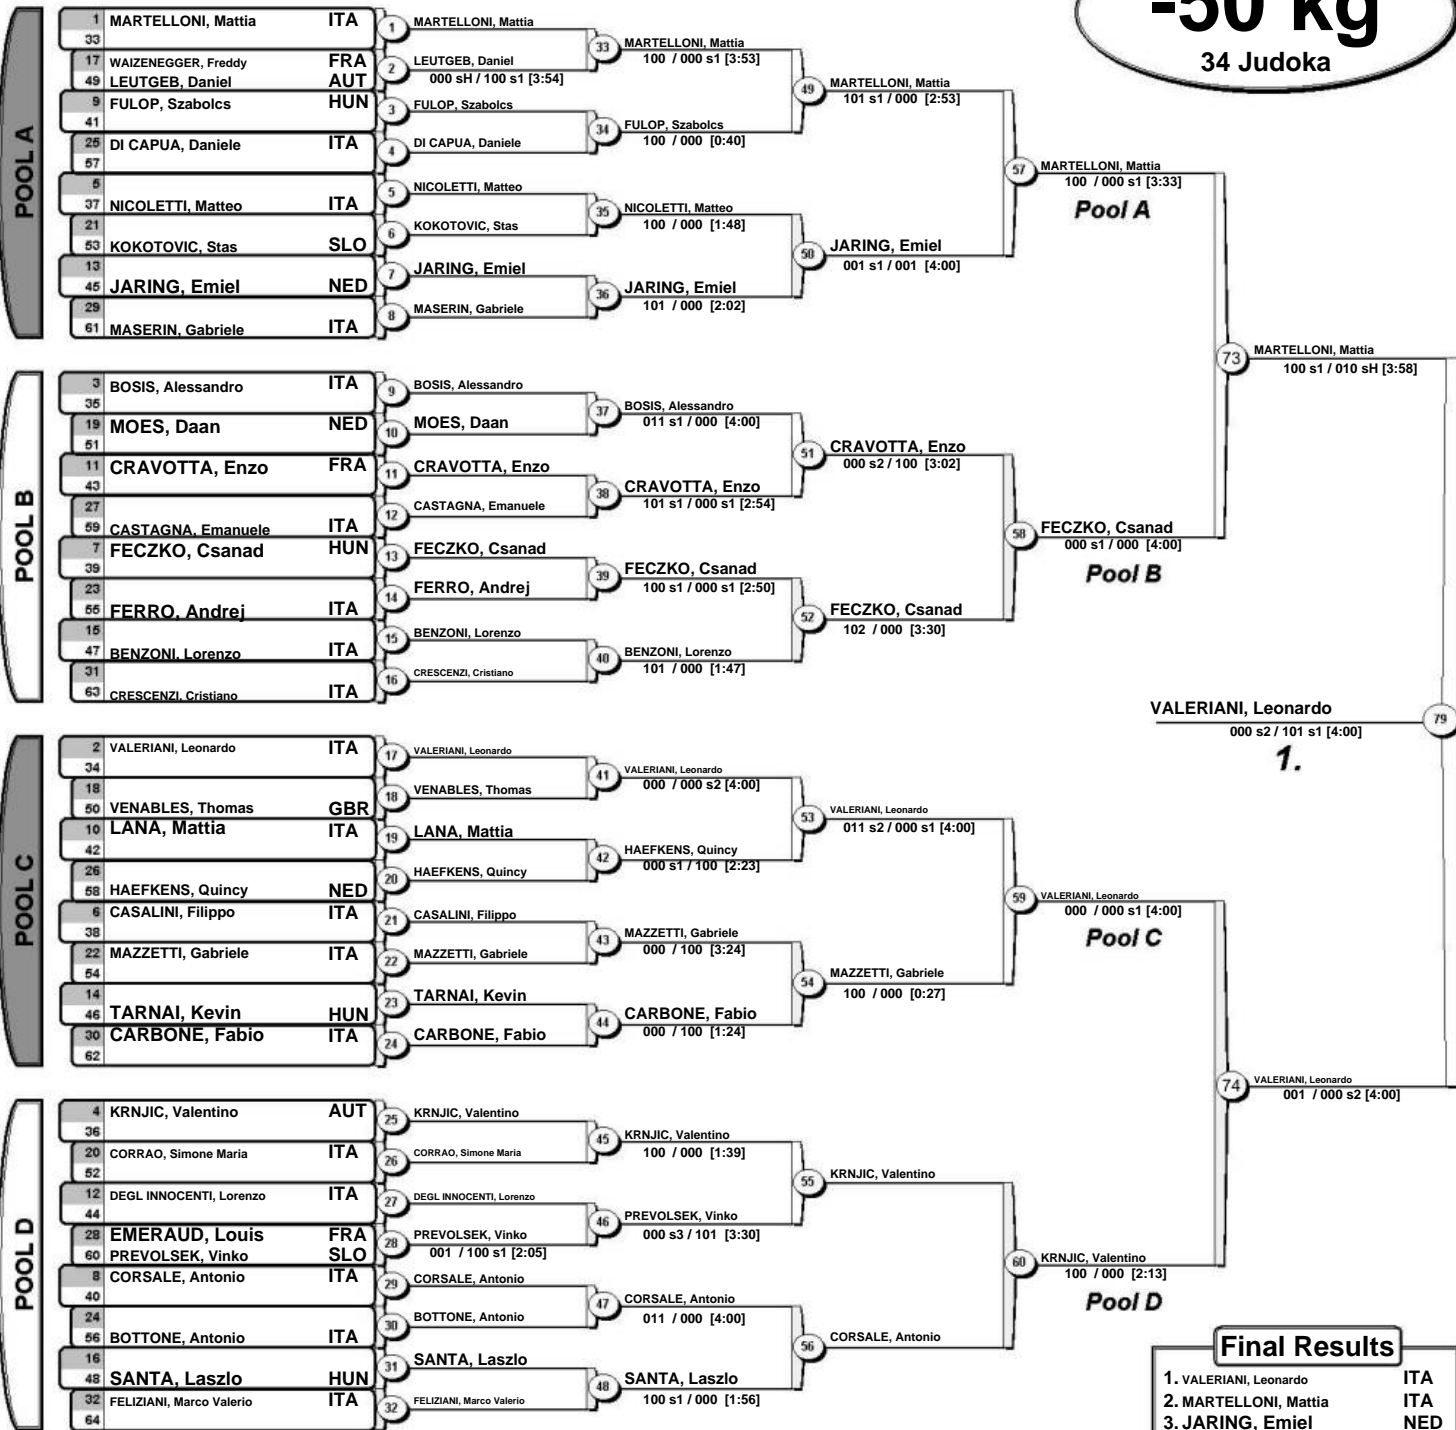 -50 kg
34 Judoka
POOL A
1 MARTELLONI, Mattia ITA
33
17 WAIZENEGGER, Freddy FRA
49 LEUTGEB, Daniel AUT
9 FULOP, Szabolcs HUN
41
25 DI CAPUA, Daniele ITA
57
5
37 NICOLETTI, Matteo ITA
21
53 KOKOTOVIC, Stas SLO
13
45 JARING, Emiel NED
29
61 MASERIN, Gabriele ITA
1 MARTELLONI, Mattia
2 LEUTGEB, Daniel
000 sH / 100 s1 [3:54]
3 FULOP, Szabolcs
4 DI CAPUA, Daniele
5 NICOLETTI, Matteo
6 KOKOTOVIC, Stas
7 JARING, Emiel
8 MASERIN, Gabriele
33 MARTELLONI, Mattia
100 / 000 s1 [3:53]
34 FULOP, Szabolcs
100 / 000 [0:40]
35 NICOLETTI, Matteo
100 / 000 [1:48]
36 JARING, Emiel
101 / 000 [2:02]
49 MARTELLONI, Mattia
101 s1 / 000 [2:53]
50 JARING, Emiel
001 s1 / 001 [4:00]
57 MARTELLONI, Mattia
100 / 000 s1 [3:33]
Pool A
POOL B
3 BOSIS, Alessandro ITA
35
19 MOES, Daan NED
51
11 CRAVOTTA, Enzo FRA
43
27
59 CASTAGNA, Emanuele ITA
7 FECZKO, Csanad HUN
39
23
55 FERRO, Andrej ITA
15
47 BENZONI, Lorenzo ITA
31
63 CRESCENZI, Cristiano ITA
9 BOSIS, Alessandro
10 MOES, Daan
11 CRAVOTTA, Enzo
12 CASTAGNA, Emanuele
13 FECZKO, Csanad
14 FERRO, Andrej
15 BENZONI, Lorenzo
16 CRESCENZI, Cristiano
37 BOSIS, Alessandro
011 s1 / 000 [4:00]
38 CRAVOTTA, Enzo
101 s1 / 000 s1 [2:54]
39 FECZKO, Csanad
100 s1 / 000 s1 [2:50]
40 BENZONI, Lorenzo
101 / 000 [1:47]
51 CRAVOTTA, Enzo
000 s2 / 100 [3:02]
52 FECZKO, Csanad
102 / 000 [3:30]
58 FECZKO, Csanad
000 s1 / 000 [4:00]
Pool B
73 MARTELLONI, Mattia
100 s1 / 010 sH [3:58]
VALERIANI, Leonardo 79
000 s2 / 101 s1 [4:00]
1.
POOL C
2 VALERIANI, Leonardo ITA
34
18
50 VENABLES, Thomas GBR
10 LANA, Mattia ITA
42
26
58 HAEFKENS, Quincy NED
6 CASALINI, Filippo ITA
38
22 MAZZETTI, Gabriele ITA
54
14
46 TARNAI, Kevin HUN
30 CARBONE, Fabio ITA
62
17 VALERIANI, Leonardo
18 VENABLES, Thomas
19 LANA, Mattia
20 HAEFKENS, Quincy
21 CASALINI, Filippo
22 MAZZETTI, Gabriele
23 TARNAI, Kevin
24 CARBONE, Fabio
41 VALERIANI, Leonardo
000 / 000 s2 [4:00]
42 HAEFKENS, Quincy
000 s1 / 100 [2:23]
43 MAZZETTI, Gabriele
000 / 100 [3:24]
44 CARBONE, Fabio
000 / 100 [1:24]
53 VALERIANI, Leonardo
011 s2 / 000 s1 [4:00]
54 MAZZETTI, Gabriele
100 / 000 [0:27]
59 VALERIANI, Leonardo
000 / 000 s1 [4:00]
Pool C
74 VALERIANI, Leonardo
001 / 000 s2 [4:00]
POOL D
4 KRNJIC, Valentino AUT
36
20 CORRAO, Simone Maria ITA
52
12 DEGL INNOCENTI, Lorenzo ITA
44
28 EMERAUD, Louis FRA
60 PREVOLSEK, Vinko SLO
8 CORSALE, Antonio ITA
40
24
56 BOTTONE, Antonio ITA
16
48 SANTA, Laszlo HUN
32 FELIZIANI, Marco Valerio ITA
64
25 KRNJIC, Valentino
26 CORRAO, Simone Maria
27 DEGL INNOCENTI, Lorenzo
28 PREVOLSEK, Vinko
001 / 100 s1 [2:05]
29 CORSALE, Antonio
30 BOTTONE, Antonio
31 SANTA, Laszlo
32 FELIZIANI, Marco Valerio
45 KRNJIC, Valentino
100 / 000 [1:39]
46 PREVOLSEK, Vinko
000 s3 / 101 [3:30]
47 CORSALE, Antonio
011 / 000 [4:00]
48 SANTA, Laszlo
100 s1 / 000 [1:56]
55 KRNJIC, Valentino
56 CORSALE, Antonio
60 KRNJIC, Valentino
100 / 000 [2:13]
Pool D
Final Results
1. VALERIANI, Leonardo ITA
2. MARTELLONI, Mattia ITA
3. JARING, Emiel NED